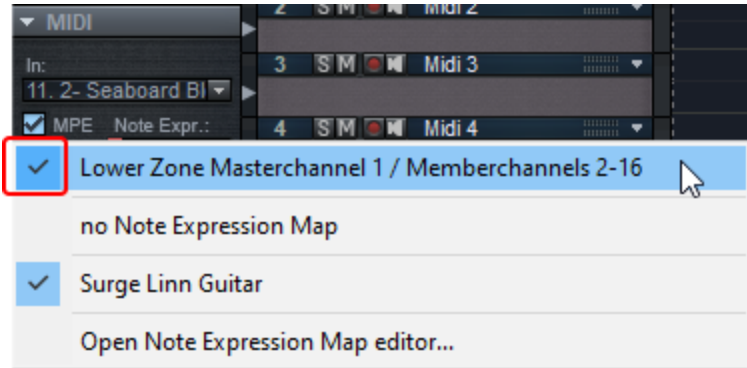 2 S M Midi 2
MIDI
In:
3 S M Midi 3
11. 2- Seaboard Bl
MPE Note Expr.:
4 S M Midi 4
Lower Zone Masterchannel 1 / Memberchannels 2-16
no Note Expression Map
Surge Linn Guitar
Open Note Expression Map editor...